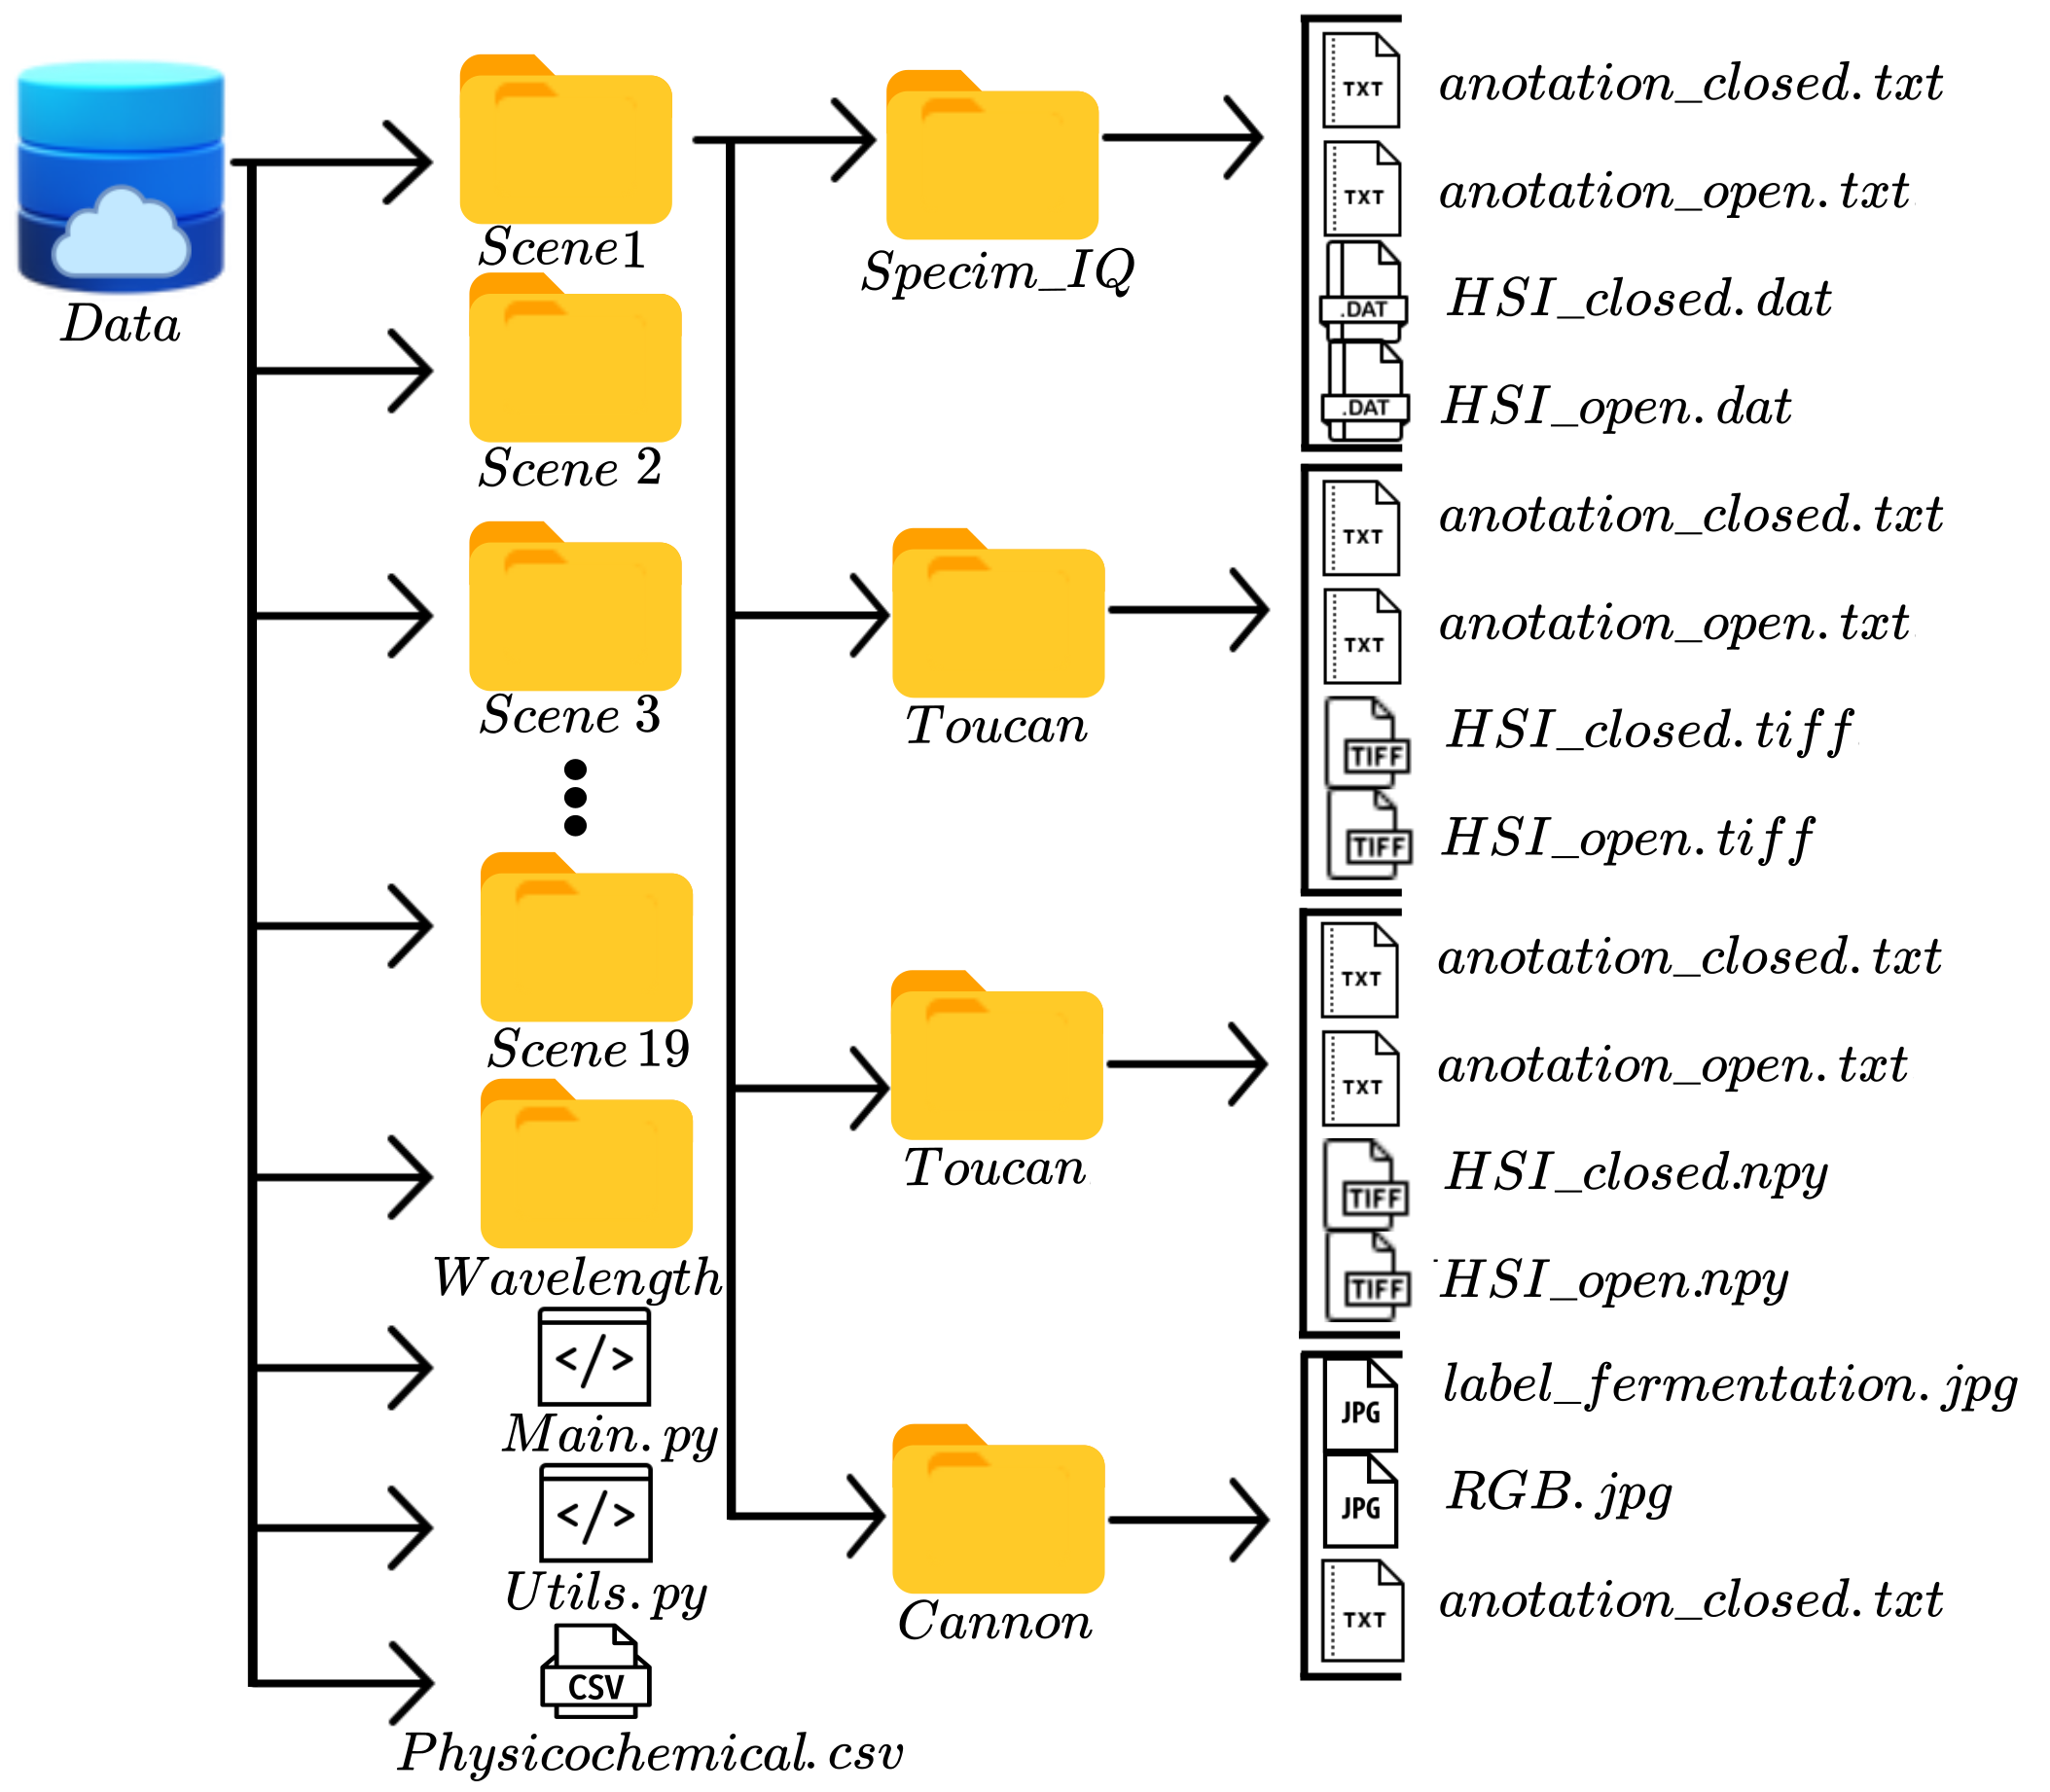 Data
Scene 1
Scene 2
Scene 3
Scene 19
Wavelength
Main.py
Utils.py
CSV
Physicochemical.csv
Specim_IQ
Toucan
Toucan
Cannon
TXT
anotation_closed.txt
TXT
anotation_open.txt
.DAT
HSI_closed.dat
.DAT
HSI_open.dat
TXT
anotation_closed.txt
TXT
anotation_open.txt
TIFF
HSI_closed.tiff
TIFF
HSI_open.tiff
TXT
anotation_closed.txt
TXT
anotation_open.txt
TIFF
HSI_closed.npy
TIFF
HSI_open.npy
JPG
label_fermentation.jpg
JPG
RGB.jpg
TXT
anotation_closed.txt